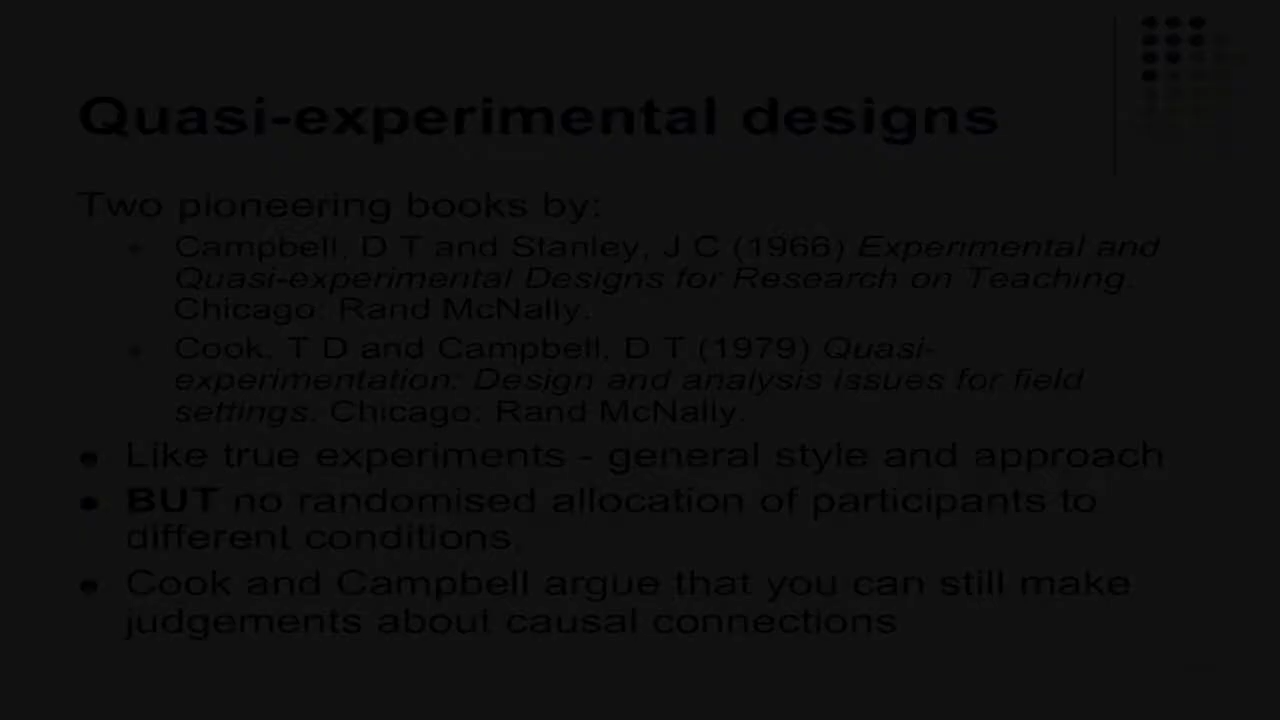 Quasi-experimental designs
Two pioneering books by:
Campbell, D T and Stanley, J C (1966) Experimental and
Quasi-experimental Designs for Research on Teaching.
Chicago: Rand McNally.
Cook, T D and Campbell, D T (1979) Quasi-
experimentation: Design and analysis issues for field
settings. Chicago: Rand McNally.
Like true experiments - general style and approach
BUT no randomised allocation of participants to
different conditions
Cook and Campbell argue that you can still make
judgements about causal connections